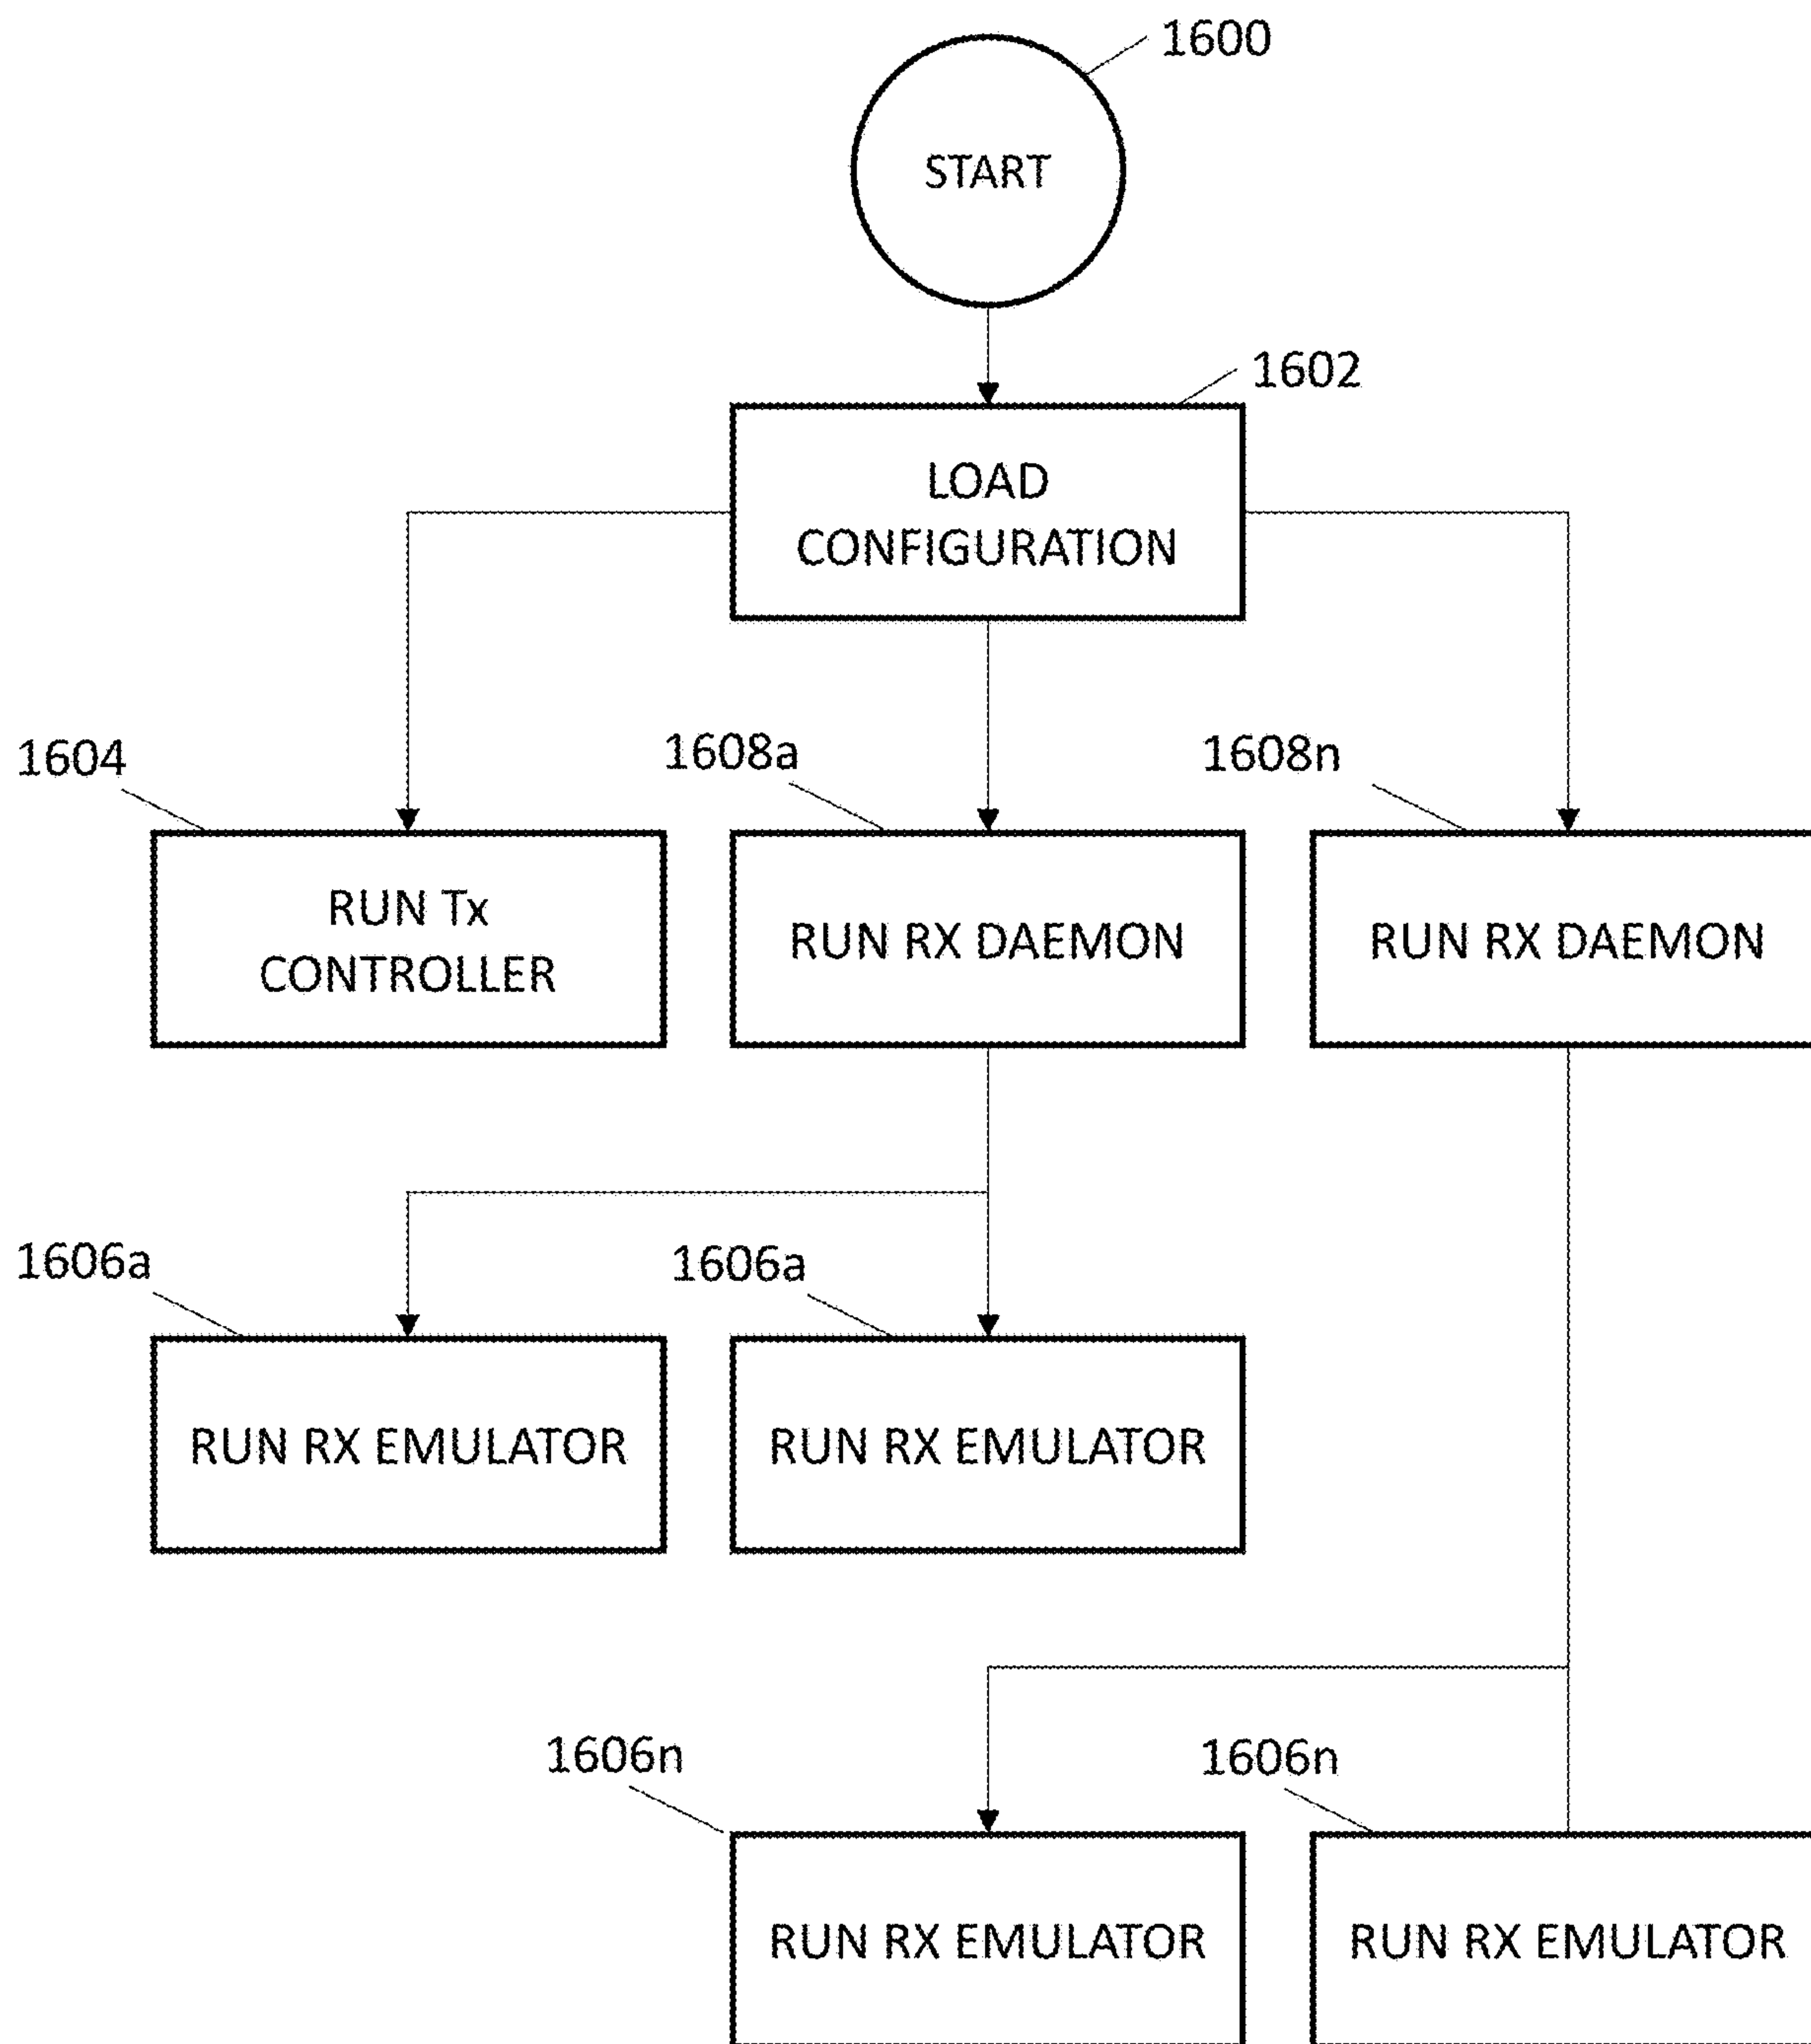 1600
START
1602
LOAD
CONFIGURATION
1604
1608a
1608n
RUN Tx
CONTROLLER
RUN RX DAEMON
RUN RX DAEMON
1606a
1606a
RUN RX EMULATOR
RUN RX EMULATOR
1606n
1606n
RUN RX EMULATOR
RUN RX EMULATOR